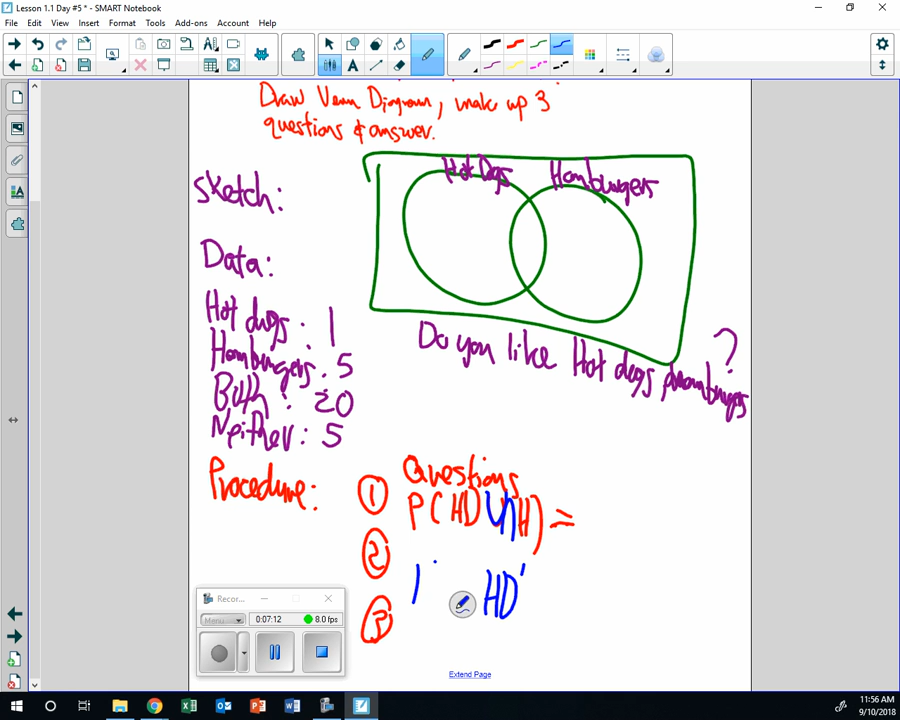 Lesson 1.1 Day #5 * - SMART Notebook
File Edit View Insert Format Tools Add-ons Account Help
Draw Venn Diagram, make up 3
questions & answer.
Sketch:
Hot Dogs
Hamburgers
Data:
Hot dogs: 1
Hamburgers: 5
Both: 20
Neither: 5
Do you like Hot dogs
?
Procedure:
Questions
1
P(HD H) =
2
HD'
3
Recor...
Menu
0:07:12
8.0 fps
Extend Page
11:56 AM
9/10/2018